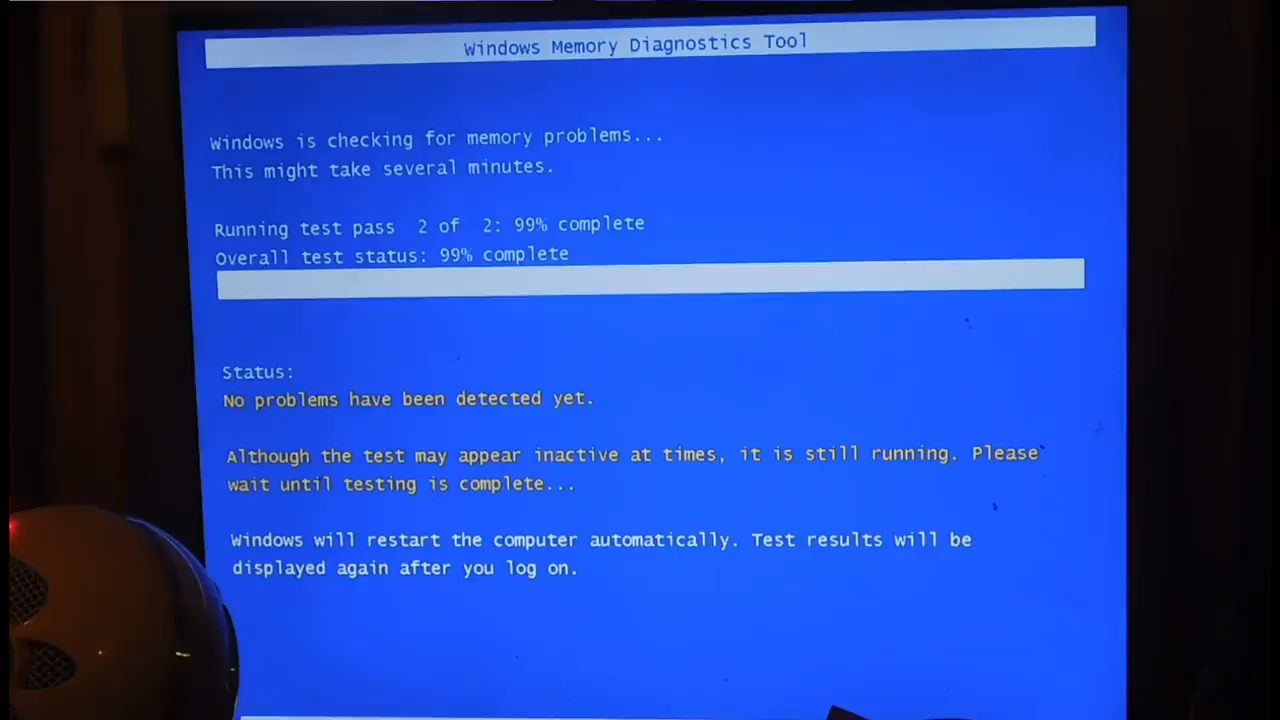 Windows Memory Diagnostics Tool
Windows is checking for memory problems...
This might take several minutes.
Running test pass 2 of 2: 99% complete
Overall test status: 99% complete
Status:
No problems have been detected yet.
Although the test may appear inactive at times, it is still running. Please
wait until testing is complete...
Windows will restart the computer automatically. Test results will be
displayed again after you log on.